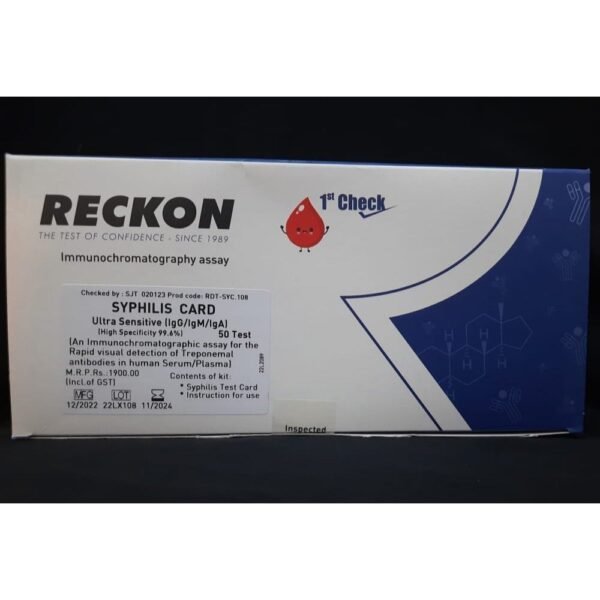 RECKON
THE TEST OF CONFIDENCE - SINCE 1989
Immunochromatography assay
1st Check
Checked by : SJT 020123 Prod code: RDT-SYC.108
SYPHILIS CARD
Ultra Sensitive (IgG/IgM/IgA)
(High Specificity 99.6%) 50 Test
(An Immunochromatographic assay for the
Rapid visual detection of Treponemal
antibodies in human Serum/Plasma)
M.R.P.Rs.:1900.00
(Incl.of GST)
Contents of kit:
* Syphilis Test Card
* Instruction for use
MFG LOT
12/2022 22LX108 11/2024
Inspected
H
H
H
H